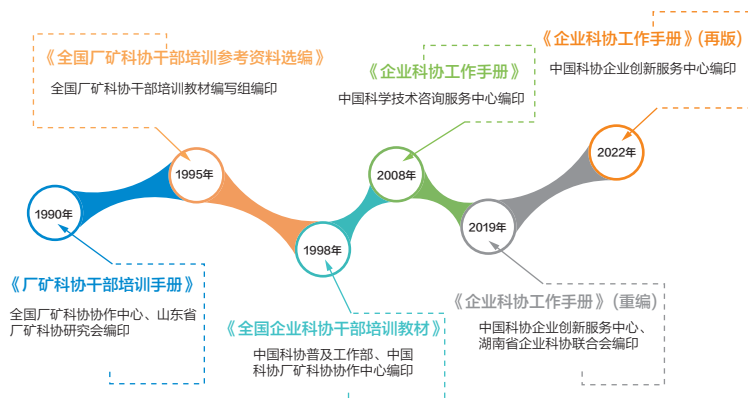 《企业科协工作手册》(再版)
中国科协企业创新服务中心编印
《全国厂矿科协干部培训参考资料选编》
全国厂矿科协干部培训教材编写组编印
《企业科协工作手册》
中国科学技术咨询服务中心编印
1990年
1995年
1998年
2008年
2019年
2022年
《厂矿科协干部培训手册》
全国厂矿科协协作中心、山东省
厂矿科协研究会编印
《全国企业科协干部培训教材》
中国科协普及工作部、中国
科协厂矿科协协作中心编印
《企业科协工作手册》(重编)
中国科协企业创新服务中心、
湖南省企业科协联合会编印